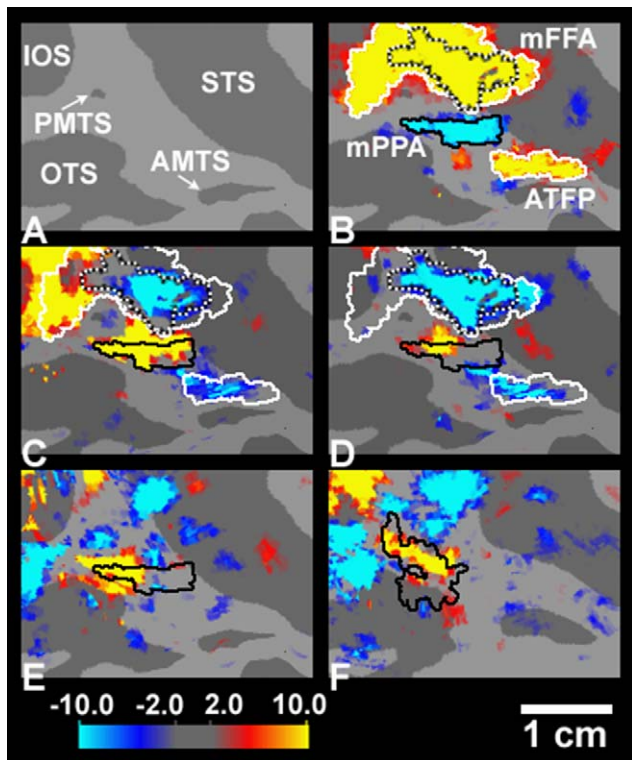 IOS
STS
PMTS
AMTS
OTS
A
mFFA
mPPA
ATFP
B
C
D
E
F
-10.0 -2.0 2.0 10.0
1 cm